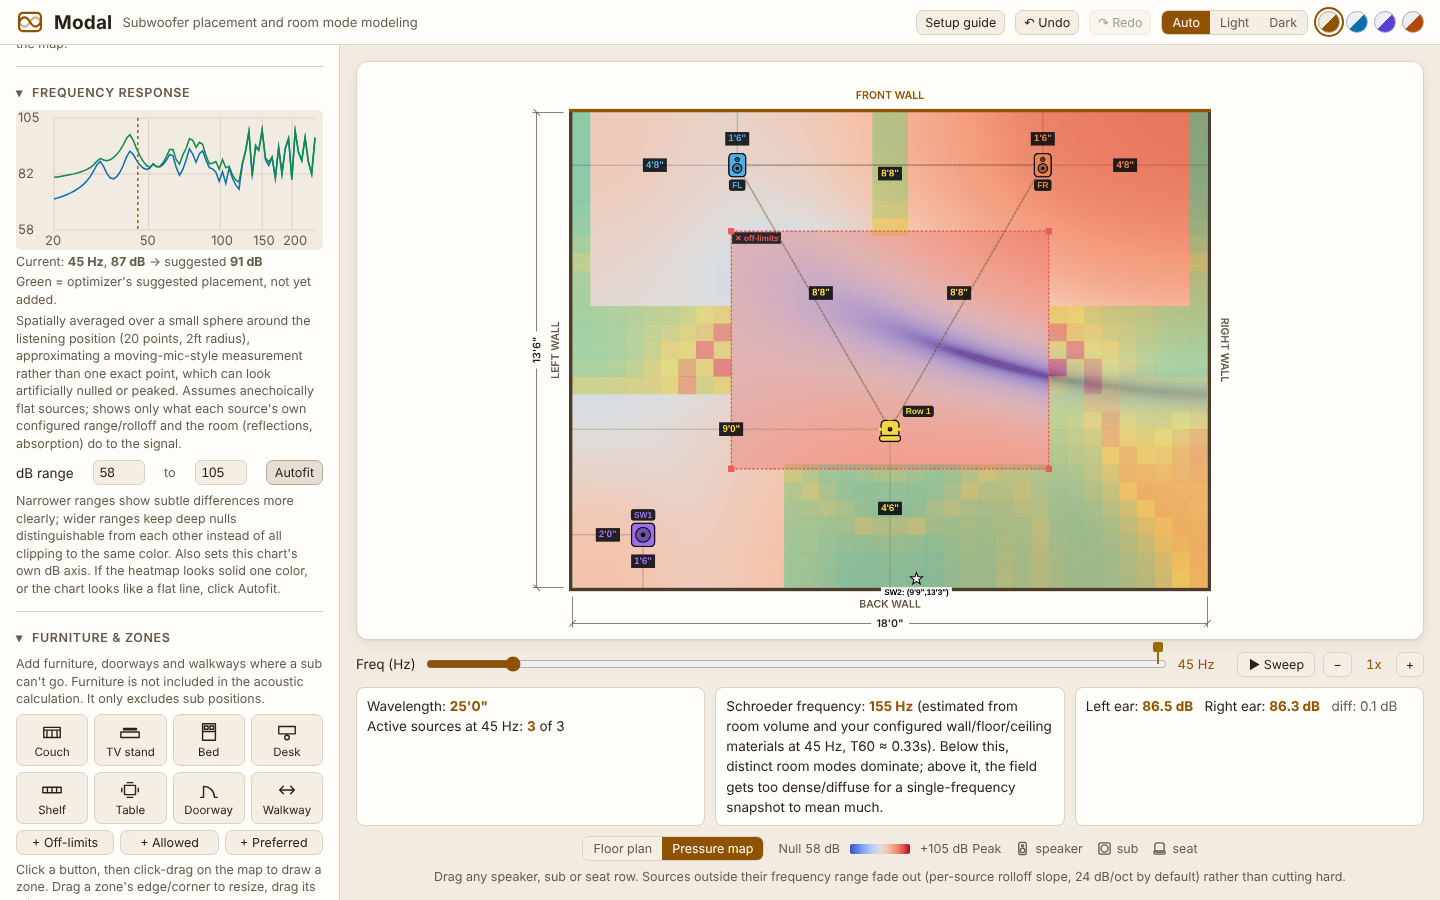 Modal
Subwoofer placement and room mode modeling
Setup guide
↶ Undo
↷ Redo
Auto
Light
Dark
the map.
▼ FREQUENCY RESPONSE
105
82
58
20
50
100
150
200
Current: 45 Hz, 87 dB → suggested 91 dB
Green = optimizer's suggested placement, not yet
added.
Spatially averaged over a small sphere around the
listening position (20 points, 2ft radius),
approximating a moving-mic-style measurement
rather than one exact point, which can look
artificially nulled or peaked. Assumes anechoically
flat sources; shows only what each source's own
configured range/rolloff and the room (reflections,
absorption) do to the signal.
dB range
58
to
105
Autofit
Narrower ranges show subtle differences more
clearly; wider ranges keep deep nulls
distinguishable from each other instead of all
clipping to the same color. Also sets this chart's
own dB axis. If the heatmap looks solid one color,
or the chart looks like a flat line, click Autofit.
▼ FURNITURE & ZONES
Add furniture, doorways and walkways where a sub
can't go. Furniture is not included in the acoustic
calculation. It only excludes sub positions.
Couch
TV stand
Bed
Desk
Shelf
Table
Doorway
Walkway
+ Off-limits
+ Allowed
+ Preferred
Click a button, then click-drag on the map to draw a
zone. Drag a zone's edge/corner to resize, drag its
FRONT WALL
1'6"
1'6"
4'8"
FL
8'8"
FR
4'8"
✕ off-limits
8'8"
8'8"
13'6"
LEFT WALL
RIGHT WALL
Row 1
9'0"
4'6"
SW1
2'0"
1'6"
SW2: (9'9",13'3")
BACK WALL
18'0"
Freq (Hz)
45 Hz
▶ Sweep
−
1x
+
Wavelength: 25'0"
Active sources at 45 Hz: 3 of 3
Schroeder frequency: 155 Hz (estimated from
room volume and your configured wall/floor/ceiling
materials at 45 Hz, T60 ≈ 0.33s). Below this,
distinct room modes dominate; above it, the field
gets too dense/diffuse for a single-frequency
snapshot to mean much.
Left ear: 86.5 dB Right ear: 86.3 dB diff: 0.1 dB
Floor plan
Pressure map
Null 58 dB
+105 dB Peak
speaker
sub
seat
Drag any speaker, sub or seat row. Sources outside their frequency range fade out (per-source rolloff slope, 24 dB/oct by default) rather than cutting hard.